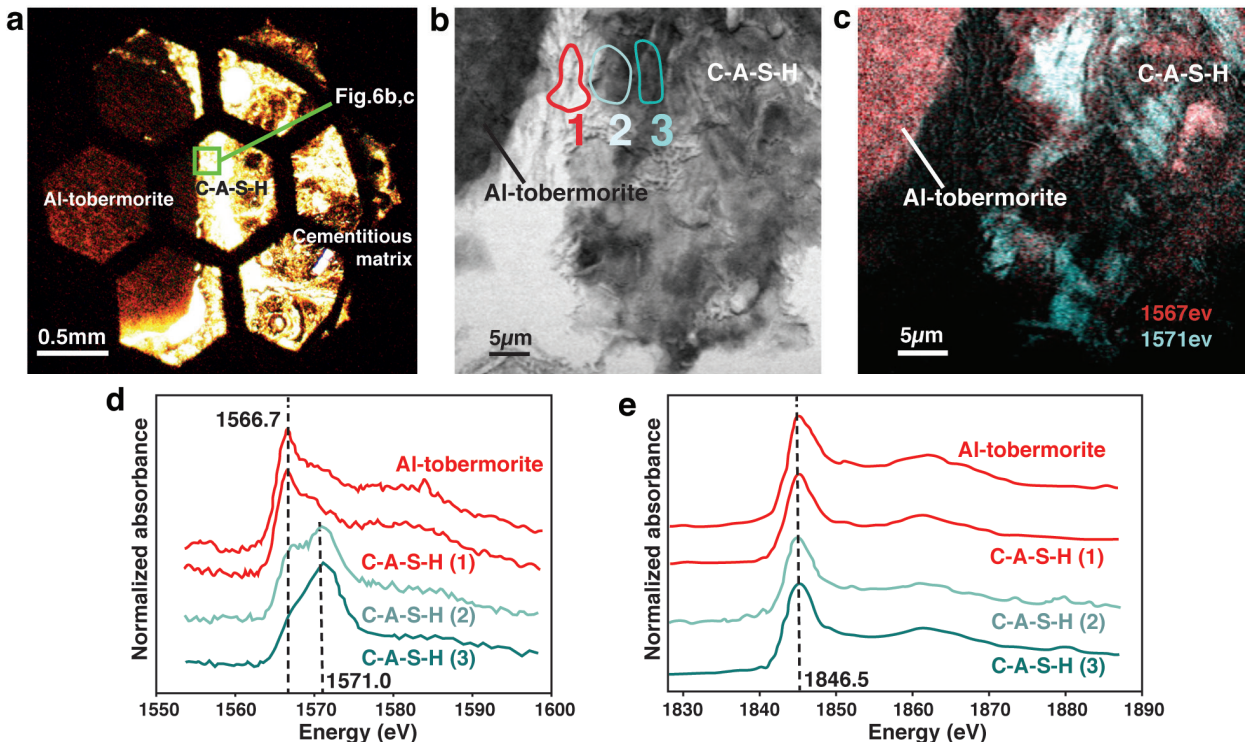 a
Fig.6b,c
C-A-S-H
Al-tobermorite
Cementitious
matrix
0.5mm
b
C-A-S-H
1
2
3
Al-tobermorite
5µm
c
C-A-S-H
Al-tobermorite
1567ev
1571ev
5µm
d
1566.7
Al-tobermorite
C-A-S-H (1)
C-A-S-H (2)
C-A-S-H (3)
1571.0
Normalized absorbance
1550 1560 1570 1580 1590 1600
Energy (eV)
e
Al-tobermorite
C-A-S-H (1)
C-A-S-H (2)
C-A-S-H (3)
1846.5
Normalized absorbance
1830 1840 1850 1860 1870 1880 1890
Energy (eV)